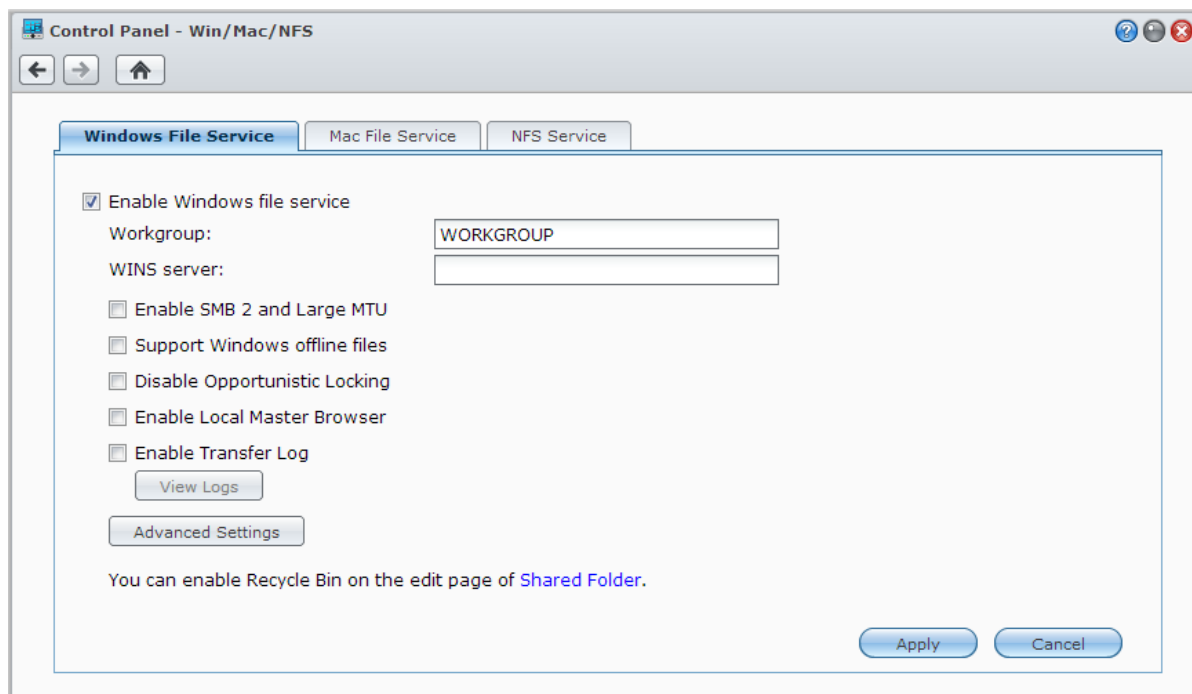 Control Panel - Win/Mac/NFS
Windows File Service Mac File Service NFS Service
Enable Windows file service
Workgroup: WORKGROUP
WINS server:
Enable SMB 2 and Large MTU
Support Windows offline files
Disable Opportunistic Locking
Enable Local Master Browser
Enable Transfer Log
View Logs
Advanced Settings
You can enable Recycle Bin on the edit page of Shared Folder.
Apply Cancel